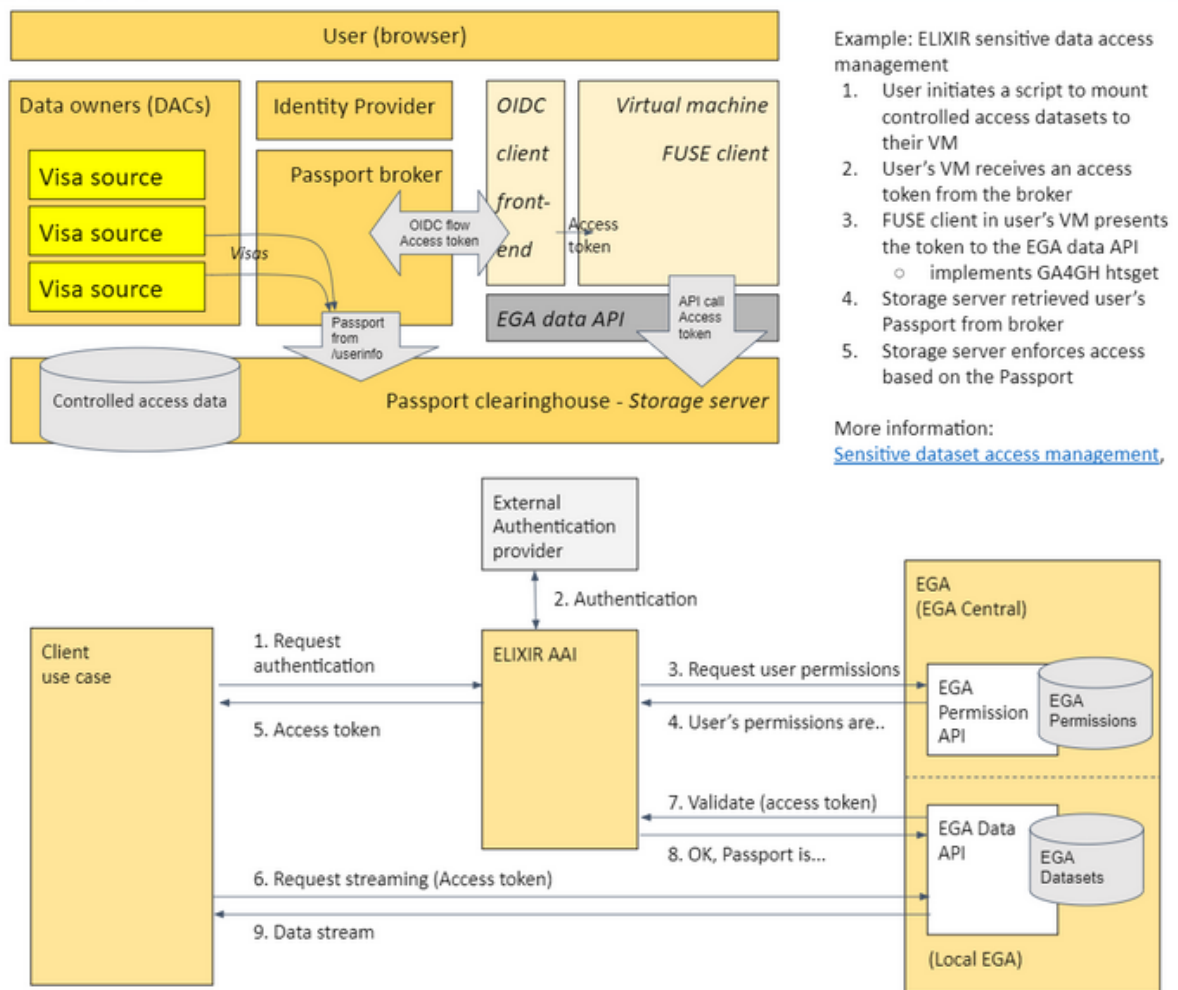 User (browser)
Data owners (DACs)
Visa source
Visa source
Visa source
Visas
Identity Provider
Passport broker
OIDC flow
Access token
Passport
from
/userinfo
OIDC
client
front-
end
Access
token
Virtual machine
FUSE client
EGA data API
API call
Access
token
Controlled access data
Passport clearinghouse - Storage server
Example: ELIXIR sensitive data access
management
1. User initiates a script to mount
controlled access datasets to
their VM
2. User's VM receives an access
token from the broker
3. FUSE client in user's VM presents
the token to the EGA data API
○ implements GA4GH htsget
4. Storage server retrieved user's
Passport from broker
5. Storage server enforces access
based on the Passport
More information:
Sensitive dataset access management,
External
Authentication
provider
2. Authentication
Client
use case
1. Request
authentication
5. Access token
ELIXIR AAI
3. Request user permissions
4. User's permissions are..
EGA
(EGA Central)
EGA
Permission
API
EGA
Permissions
7. Validate (access token)
8. OK, Passport is...
EGA Data
API
EGA
Datasets
6. Request streaming (Access token)
9. Data stream
(Local EGA)